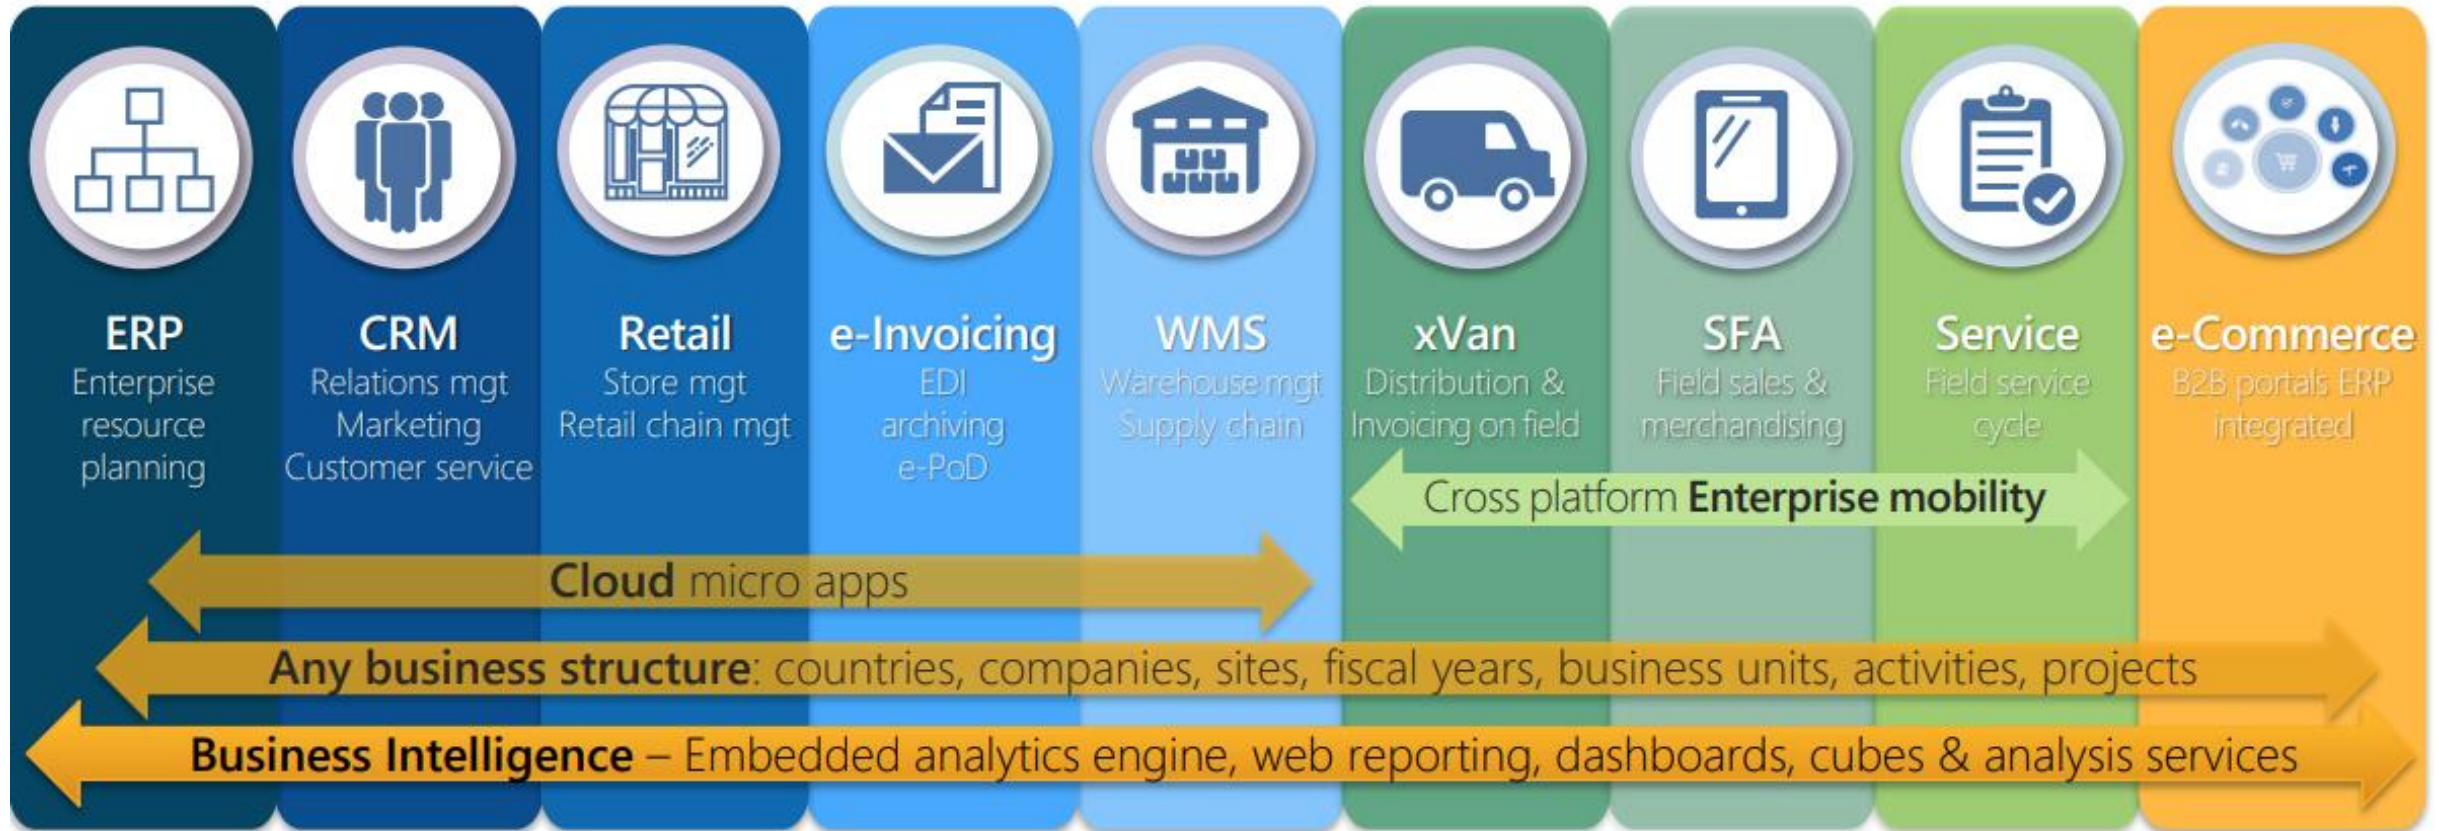 ERP
Enterprise
resource
planning
CRM
Relations mgt
Marketing
Customer service
Retail
Store mgt
Retail chain mgt
e-Invoicing
EDI
archiving
e-PoD
WMS
Warehouse mgt
Supply chain
xVan
Distribution &
Invoicing on field
SFA
Field sales &
merchandising
Service
Field service
cycle
e-Commerce
B2B portals ERP
integrated
Cross platform Enterprise mobility
Cloud micro apps
Any business structure: countries, companies, sites, fiscal years, business units, activities, projects
Business Intelligence – Embedded analytics engine, web reporting, dashboards, cubes & analysis services